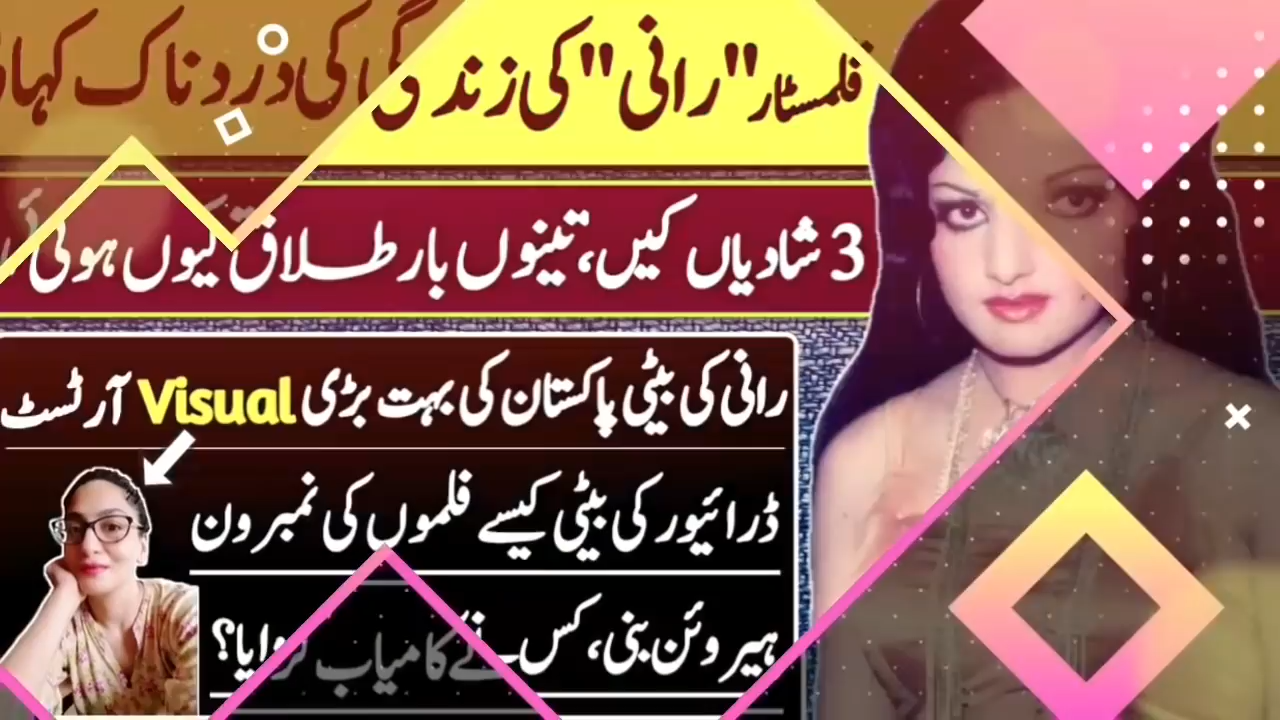 فلمسٹار "رانی" کی زندگی کی دردناک
3 شادیاں کیں، تینوں بار طلاق کیوں ہوئی
رانی کی بیٹی پاکستان کی بہت بڑی Visual آرٹسٹ
ڈرائیور کی بیٹی کیسے فلموں کی نمبرون
ہیروئن بنی، کس نے کامیاب کروایا؟